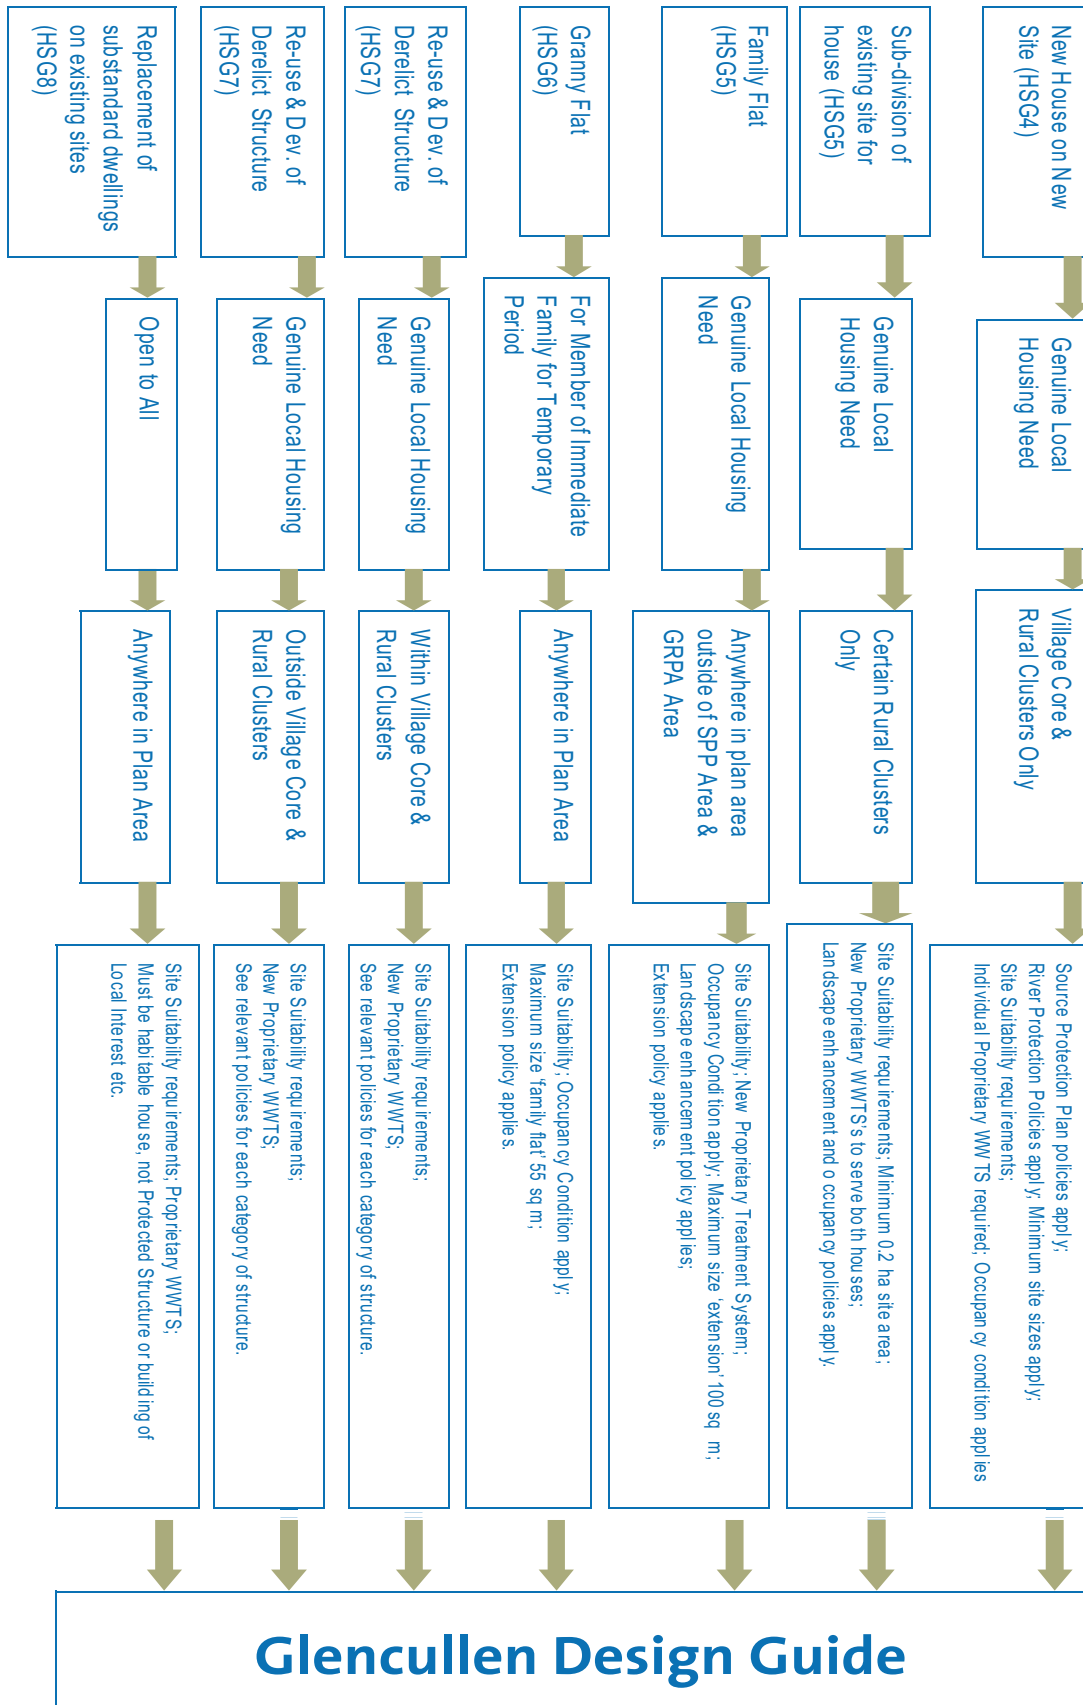 New House on New
Site (HSG4)
Genuine Local
Housing Need
Village Core &
Rural Clusters Only
Source Protection Plan policies apply;
River Protection Policies apply; Minimum site sizes apply;
Site Suitability requirements;
Individual Proprietary WWTS required; Occupancy condition applies
Sub-division of
existing site for
house (HSG5)
Genuine Local
Housing Need
Certain Rural Clusters
Only
Site Suitability requirements; Minimum 0.2 ha site area;
New Proprietary WWTS's to serve both houses;
Landscape enhancement and occupancy policies apply.
Family Flat
(HSG5)
Genuine Local Housing
Need
Anywhere in plan area
outside of SPP Area &
GRPA Area
Site Suitability; New Proprietary Treatment System;
Occupancy Condition apply; Maximum size 'extension' 100 sq m;
Landscape enhancement policy applies;
Extension policy applies.
Granny Flat
(HSG6)
For Member of Immediate
Family for Temporary
Period
Anywhere in Plan Area
Site Suitability; Occupancy Condition apply;
Maximum size 'family flat' 55 sq m;
Extension policy applies.
Re-use & Dev. of
Derelict Structure
(HSG7)
Genuine Local Housing
Need
Within Village Core &
Rural Clusters
Site Suitability requirements;
New Proprietary WWTS;
See relevant policies for each category of structure.
Re-use & Dev. of
Derelict Structure
(HSG7)
Genuine Local Housing
Need
Outside Village Core &
Rural Clusters
Site Suitability requirements;
New Proprietary WWTS;
See relevant policies for each category of structure.
Replacement of
substandard dwellings
on existing sites
(HSG8)
Open to All
Anywhere in Plan Area
Site Suitability requirements; Proprietary WWTS;
Must be habitable house, not Protected Structure or building of
Local Interest etc.
Glencullen Design Guide